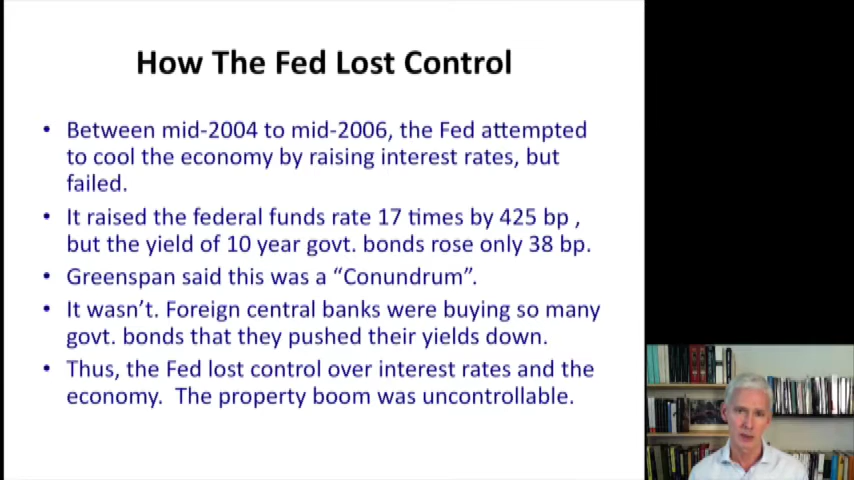 How The Fed Lost Control
• Between mid-2004 to mid-2006, the Fed attempted
to cool the economy by raising interest rates, but
failed.
• It raised the federal funds rate 17 times by 425 bp ,
but the yield of 10 year govt. bonds rose only 38 bp.
• Greenspan said this was a “Conundrum”.
• It wasn’t. Foreign central banks were buying so many
govt. bonds that they pushed their yields down.
• Thus, the Fed lost control over interest rates and the
economy.  The property boom was uncontrollable.